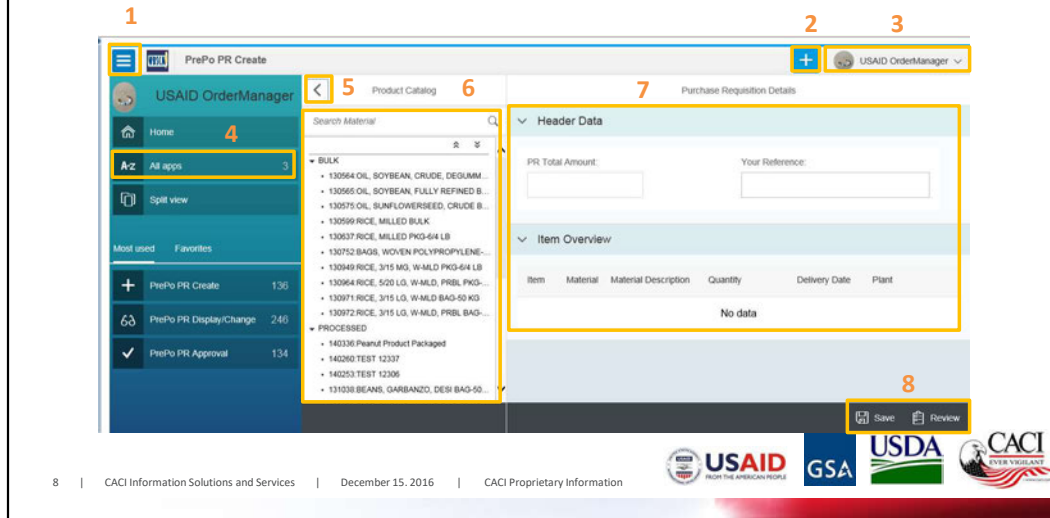 1
2
3
PrePo PR Create
USAID OrderManager
USAID OrderManager
5
Product Catalog
6
7
Purchase Requisition Details
Home
4
All apps
3
Split view
Most used
Favorites
PrePo PR Create
136
PrePo PR Display/Change
246
PrePo PR Approval
134
Search Material
BULK
130564:OIL, SOYBEAN, CRUDE, DEGUMM...
130565:OIL, SOYBEAN, FULLY REFINED B...
130575:OIL, SUNFLOWERSEED, CRUDE B...
130599:RICE, MILLED BULK
130637:RICE, MILLED PKG-6/4 LB
130752:BAGS, WOVEN POLYPROPYLENE-...
130949:RICE, 3/15 MG, W-MLD PKG-6/4 LB
130964:RICE, 5/20 LG, W-MLD, PRBL PKG-...
130971:RICE, 3/15 LG, W-MLD BAG-50 KG
130972:RICE, 3/15 LG, W-MLD, PRBL BAG-...
PROCESSED
140336:Peanut Product Packaged
140260:TEST 12337
140253:TEST 12306
131038:BEANS, GARBANZO, DESI BAG-50...
Header Data
PR Total Amount:
Your Reference:
Item Overview
Item Material Material Description Quantity Delivery Date Plant
No data
8
Save
Review
8 | CACI Information Solutions and Services | December 15. 2016 | CACI Proprietary Information
USAID
FROM THE AMERICAN PEOPLE
GSA
USDA
CACI
EVER VIGILANT